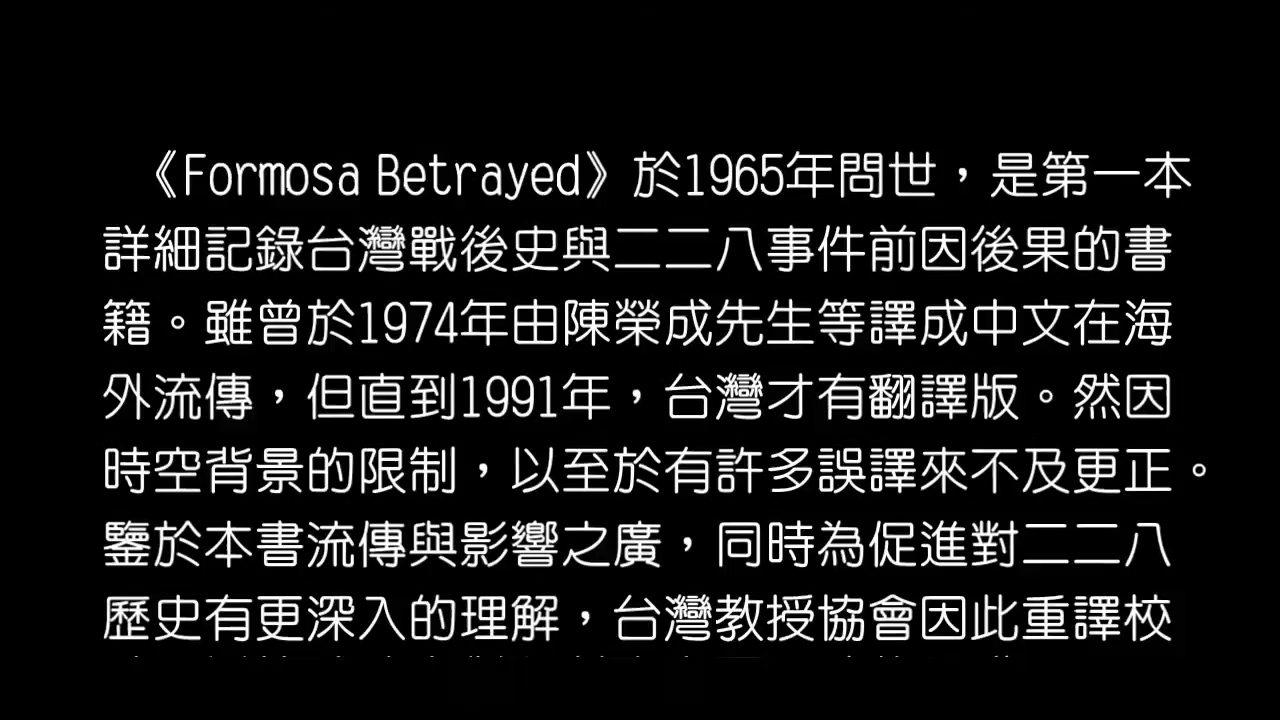 《Formosa Betrayed》於1965年問世，是第一本
詳細記錄台灣戰後史與二二八事件前因後果的書
籍。雖曾於1974年由陳榮成先生等譯成中文在海
外流傳，但直到1991年，台灣才有翻譯版。然因
時空背景的限制，以至於有許多誤譯來不及更正。
鑒於本書流傳與影響之廣，同時為促進對二二八
歷史有更深入的理解，台灣教授協會因此重譯校